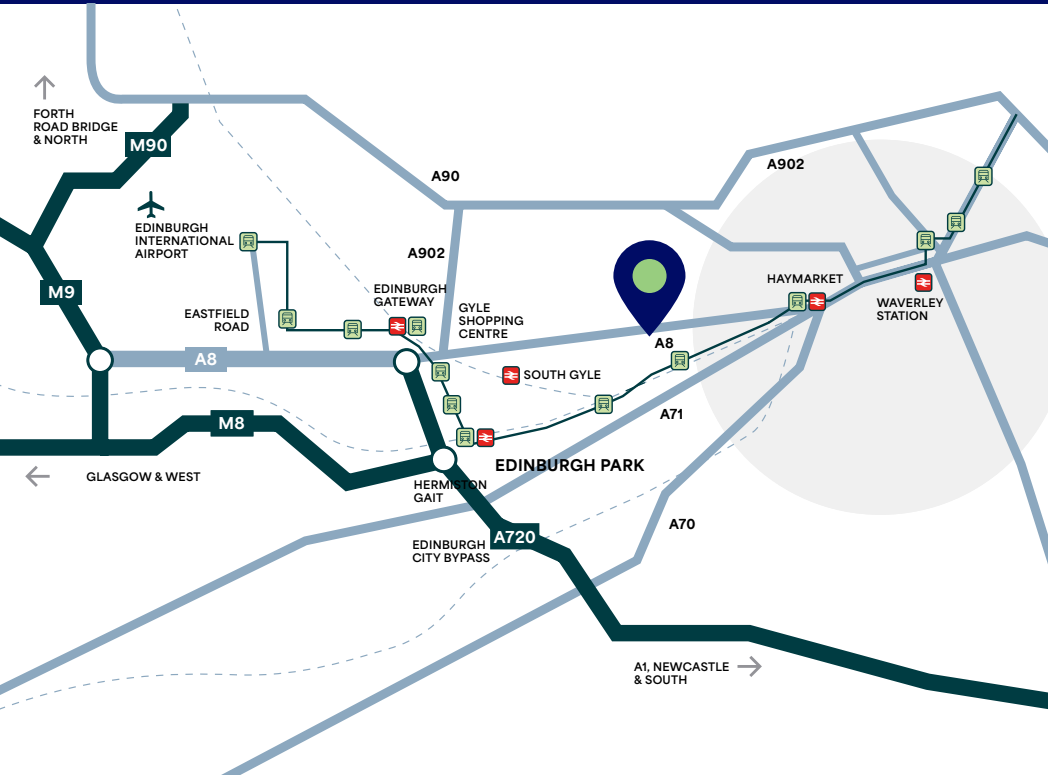 FORTH
ROAD BRIDGE
& NORTH
M90
A90
A902
EDINBURGH
INTERNATIONAL
AIRPORT
A902
M9
EDINBURGH
GATEWAY
HAYMARKET
WAVERLEY
STATION
EASTFIELD
ROAD
GYLE
SHOPPING
CENTRE
A8
A8
SOUTH GYLE
A71
M8
EDINBURGH PARK
GLASGOW & WEST
HERMISTON
GAIT
A70
A720
EDINBURGH
CITY BYPASS
A1, NEWCASTLE
& SOUTH